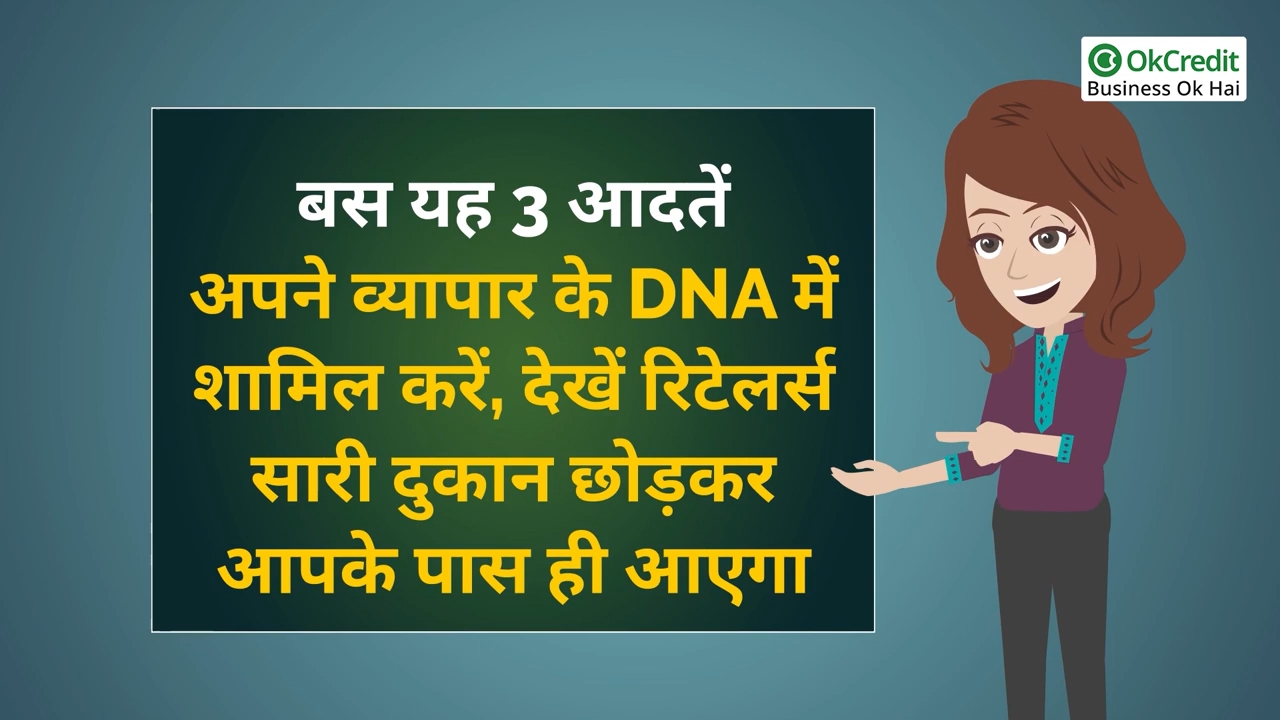 OkCredit
Business Ok Hai
बस यह 3 आदतें
अपने व्यापार के DNA में
शामिल करें, देखें रिटेलर्स
सारी दुकान छोड़कर
आपके पास ही आएगा